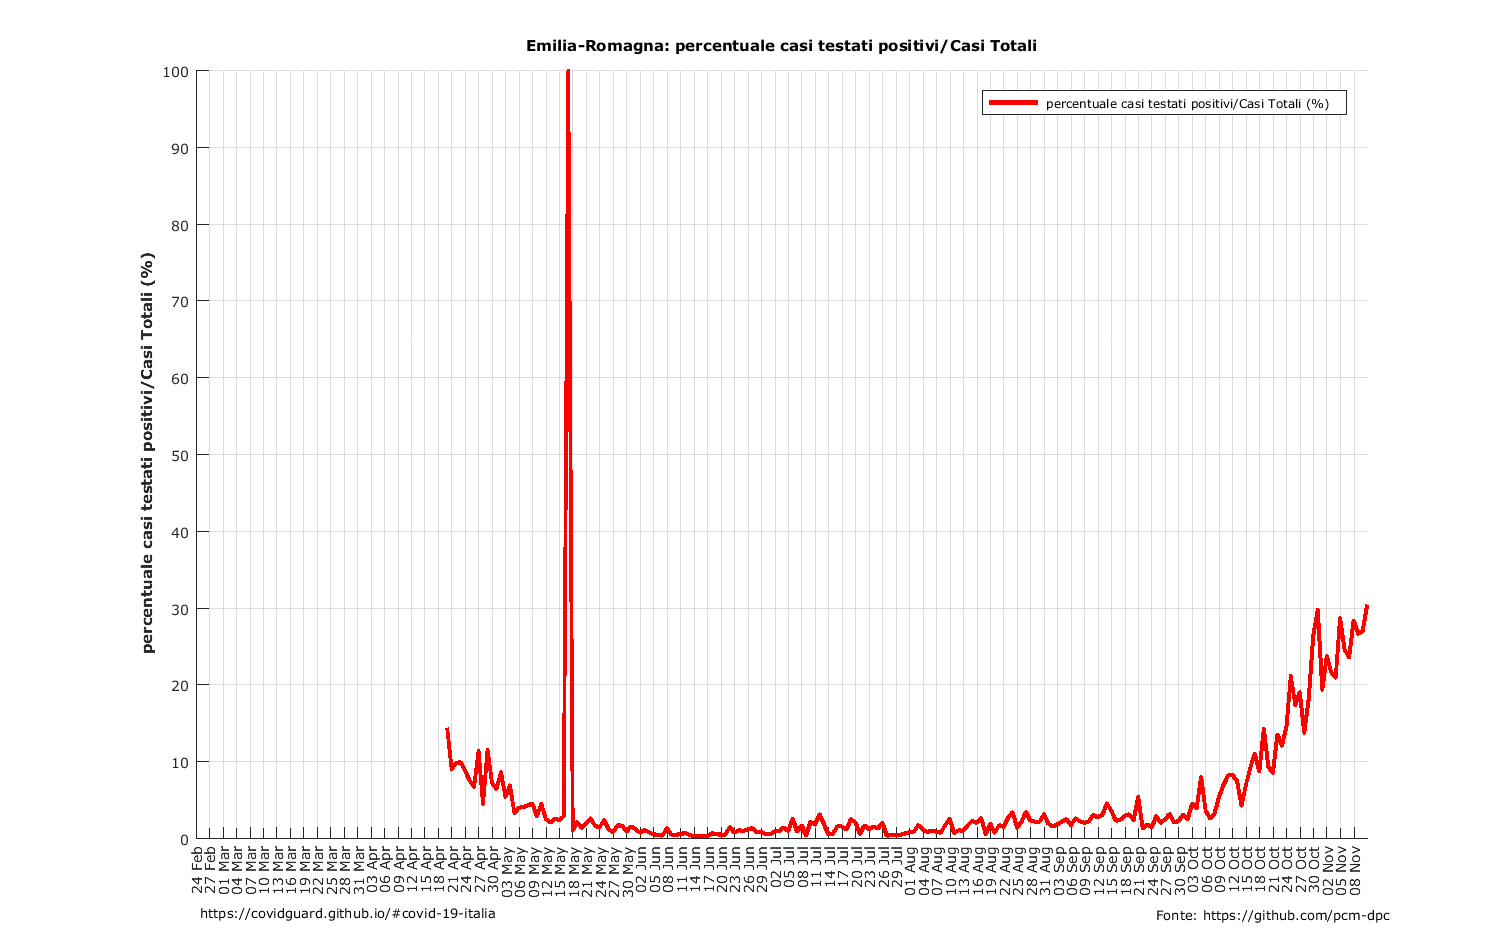 Emilia-Romagna: percentuale casi testati positivi/Casi Totali
percentuale casi testati positivi/Casi Totali (%)
percentuale casi testati positivi/Casi Totali (%)
100
90
80
70
60
50
40
30
20
10
0
24 Feb
27 Feb
01 Mar
04 Mar
07 Mar
10 Mar
13 Mar
16 Mar
19 Mar
22 Mar
25 Mar
28 Mar
31 Mar
03 Apr
06 Apr
09 Apr
12 Apr
15 Apr
18 Apr
21 Apr
24 Apr
27 Apr
30 Apr
03 May
06 May
09 May
12 May
15 May
18 May
21 May
24 May
27 May
30 May
02 Jun
05 Jun
08 Jun
11 Jun
14 Jun
17 Jun
20 Jun
23 Jun
26 Jun
29 Jun
02 Jul
05 Jul
08 Jul
11 Jul
14 Jul
17 Jul
20 Jul
23 Jul
26 Jul
29 Jul
01 Aug
04 Aug
07 Aug
10 Aug
13 Aug
16 Aug
19 Aug
22 Aug
25 Aug
28 Aug
31 Aug
03 Sep
06 Sep
09 Sep
12 Sep
15 Sep
18 Sep
21 Sep
24 Sep
27 Sep
30 Sep
03 Oct
06 Oct
09 Oct
12 Oct
15 Oct
18 Oct
21 Oct
24 Oct
27 Oct
30 Oct
02 Nov
05 Nov
08 Nov
https://covidguard.github.io/#covid-19-italia
Fonte: https://github.com/pcm-dpc